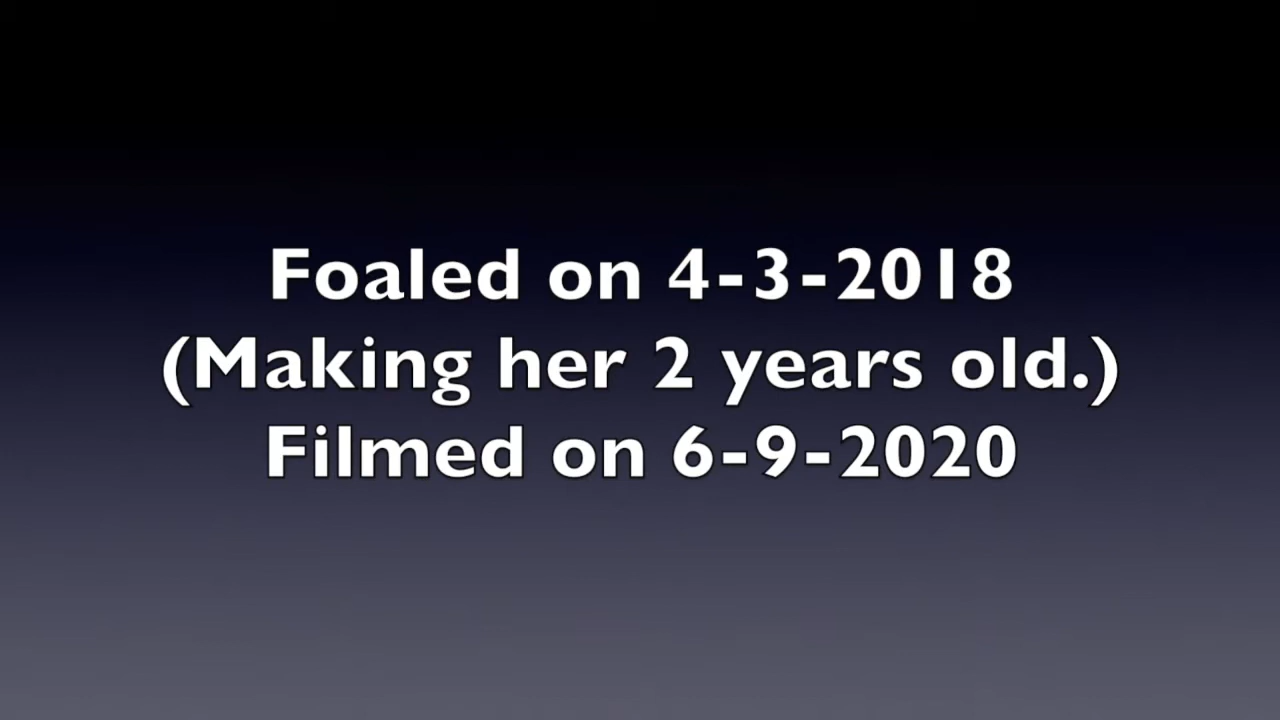 Foaled on 4-3-2018
(Making her 2 years old.)
Filmed on 6-9-2020